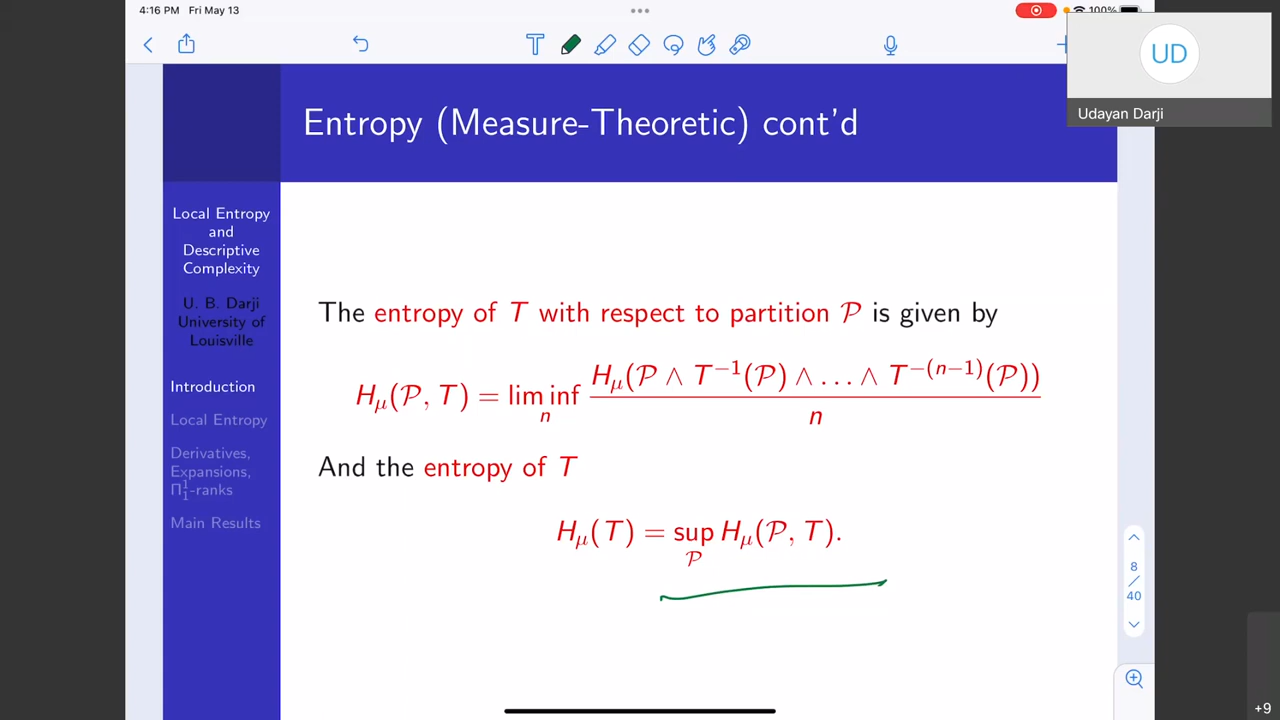 4:16 PM Fri May 13
100%
UD
Udayan Darji
Entropy (Measure-Theoretic) cont'd
Local Entropy
and
Descriptive
Complexity
U. B. Darji
University of
Louisville
Introduction
Local Entropy
Derivatives,
Expansions,
Π¹₁-ranks
Main Results
The entropy of T with respect to partition 𝒫 is given by
H_μ(𝒫, T) = lim inf_n H_μ(𝒫 ∧ T⁻¹(𝒫) ∧ ... ∧ T^{-(n-1)}(𝒫)) / n
And the entropy of T
H_μ(T) = sup_𝒫 H_μ(𝒫, T).
8
/
40
+9